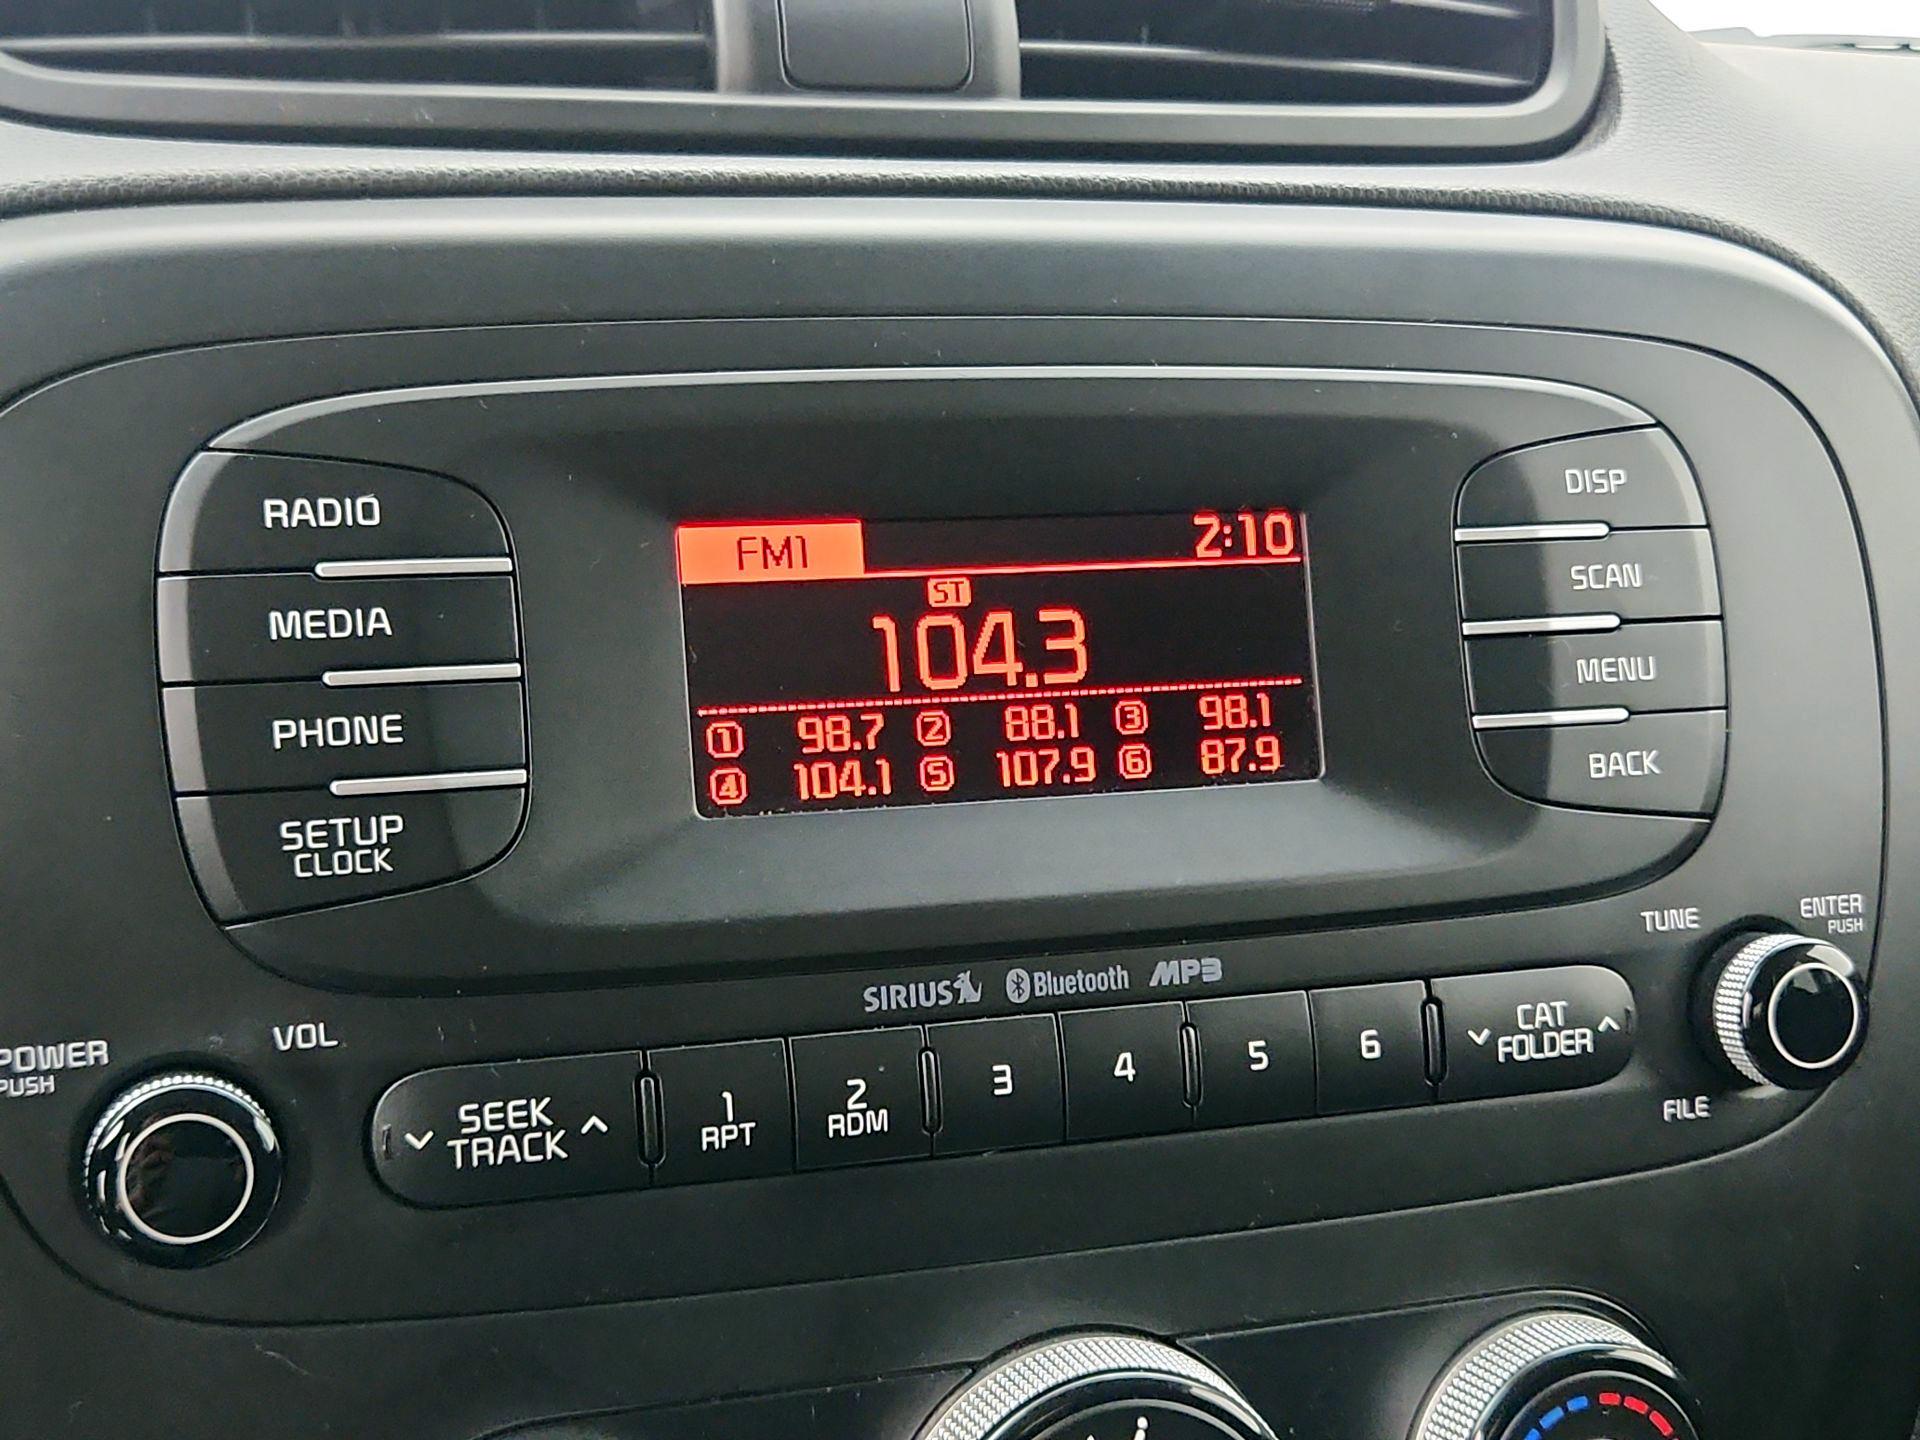 RADIO
MEDIA
PHONE
SETUP
CLOCK
FM1 2:10
ST
104.3
1 98.7 2 88.1 3 98.1
4 104.1 5 107.9 6 87.9
DISP
SCAN
MENU
BACK
SIRIUS Bluetooth MP3
POWER
PUSH
VOL
SEEK
TRACK
1
RPT
2
RDM
3
4
5
6
CAT
FOLDER
TUNE
ENTER
PUSH
FILE